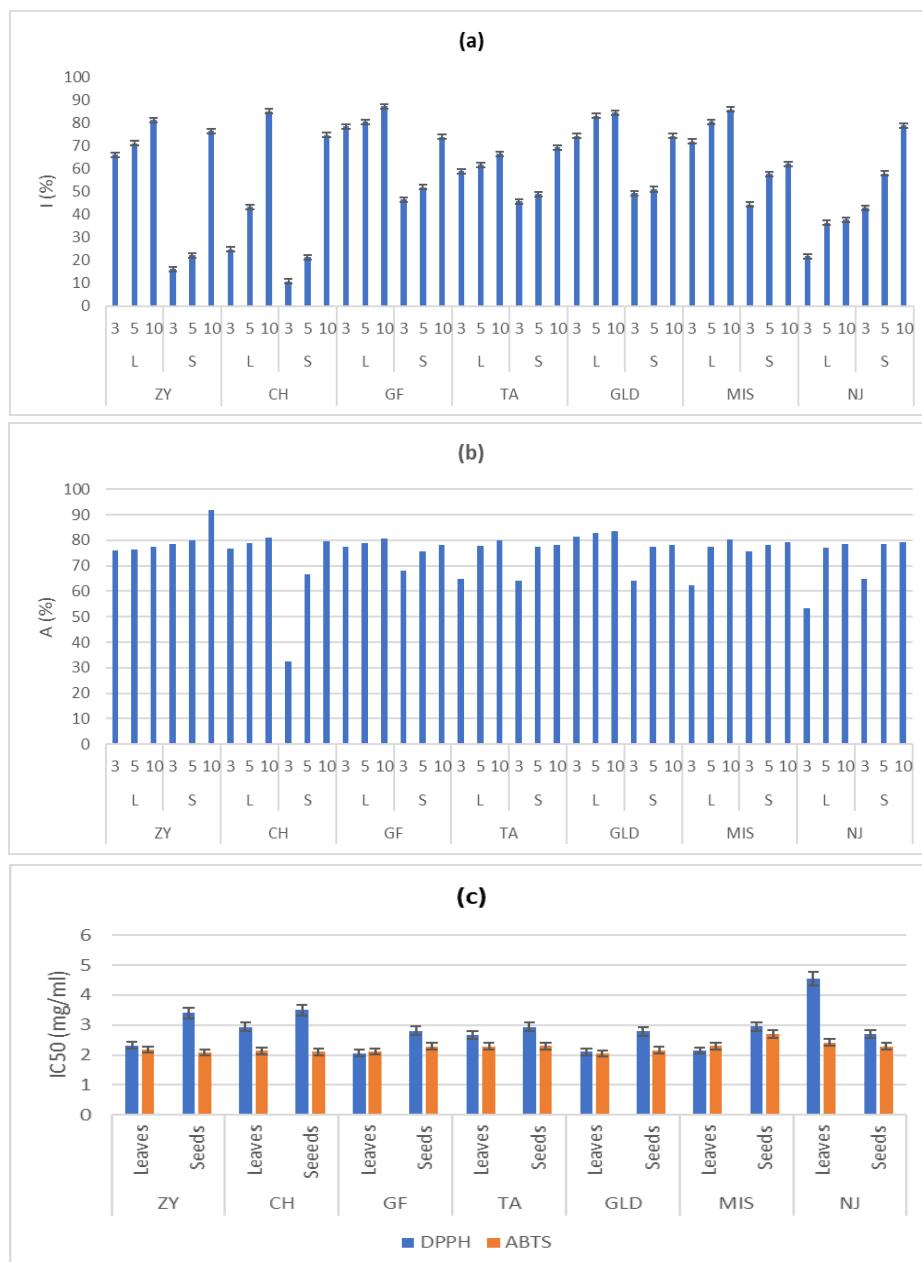 (a)
100
90
80
70
60
50
40
30
20
10
0
I (%)
3 5 10 3 5 10 3 5 10 3 5 10 3 5 10 3 5 10 3 5 10 3 5 10 3 5 10 3 5 10 3 5 10 3 5 10 3 5 10 3 5 10
L S L S L S L S L S L S L S
ZY CH GF TA GLD MIS NJ
(b)
100
90
80
70
60
50
40
30
20
10
0
A (%)
3 5 10 3 5 10 3 5 10 3 5 10 3 5 10 3 5 10 3 5 10 3 5 10 3 5 10 3 5 10 3 5 10 3 5 10 3 5 10 3 5 10
L S L S L S L S L S L S L S
ZY CH GF TA GLD MIS NJ
(c)
6
5
4
3
2
1
0
IC50 (mg/ml)
Leaves Seeds Leaves Seeeds Leaves Seeds Leaves Seeds Leaves Seeds Leaves Seeds Leaves Seeds
ZY CH GF TA GLD MIS NJ
DPPH ABTS